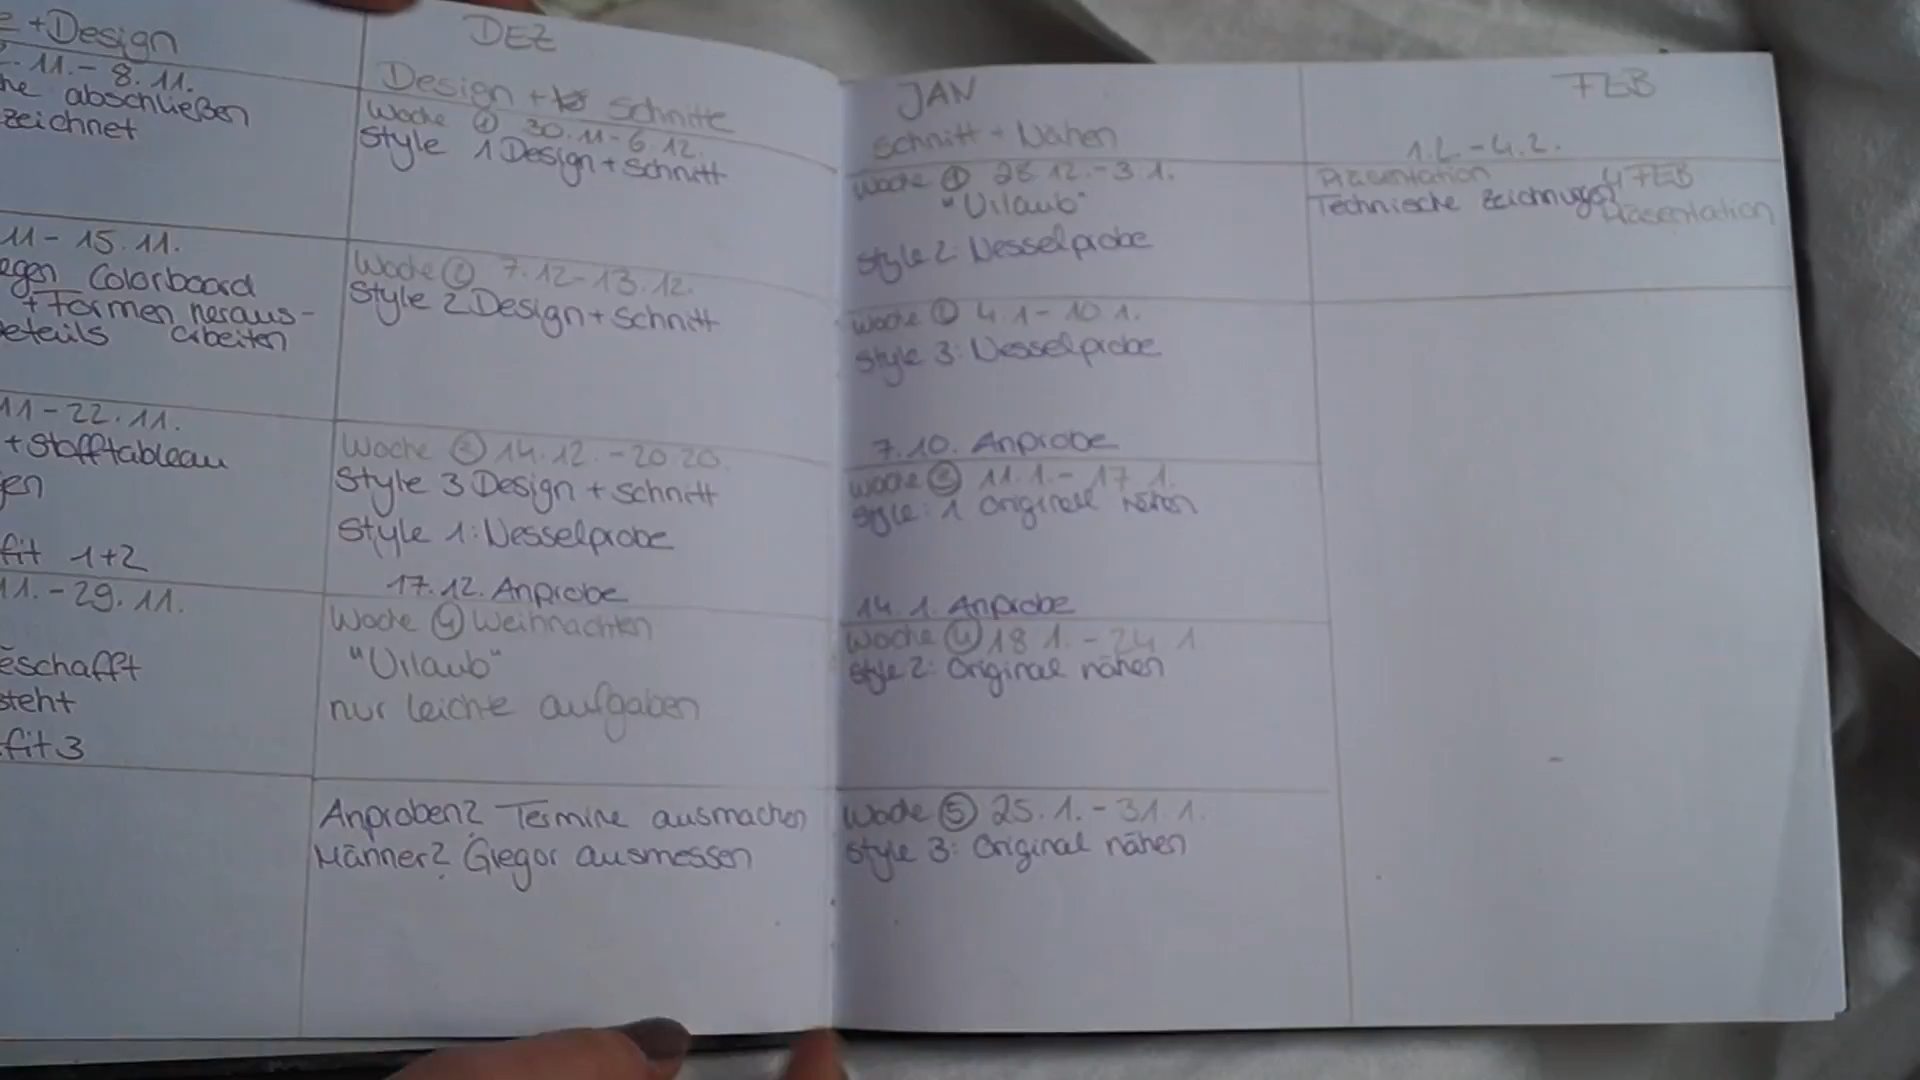 +Design
11.-8.11.
abschließen
zeichnet
11-15.11.
Colorboard
+Formen heraus-
arbeiten
11-22.11.
+Stofftableau
fit 1+2
11.-29.11.
steht
fit 3
DEZ
Design + Schnitte
Woche ① 30.11-6.12.
Style 1 Design + Schnitt
Woche ② 7.12-13.12.
Style 2 Design + Schnitt
Woche ③ 14.12.-20.20.
Style 3 Design + Schnitt
Style 1: Nesselprobe
17.12. Anprobe
Woche ④ Weihnachten
"Urlaub"
nur leichte aufgaben
Anproben? Termine ausmachen
Männer? Gregor ausmessen
JAN
Schnitt + Nähen
Woche ① 28.12.-3.1.
"Urlaub"
Style 2: Nesselprobe
Woche 4.1-10.1.
Style 3: Nesselprobe
7.10. Anprobe
Woche ③ 11.1.-17.1.
Style: 1 Original nähen
14.1. Anprobe
Woche ④ 18.1.-24.1
Style 2: Original nähen
Woche ⑤ 25.1.-31.1.
Style 3: Original nähen
FEB
1.2.-4.2.
Präsentation
Technische Zeichnungen
4 FEB
Präsentation